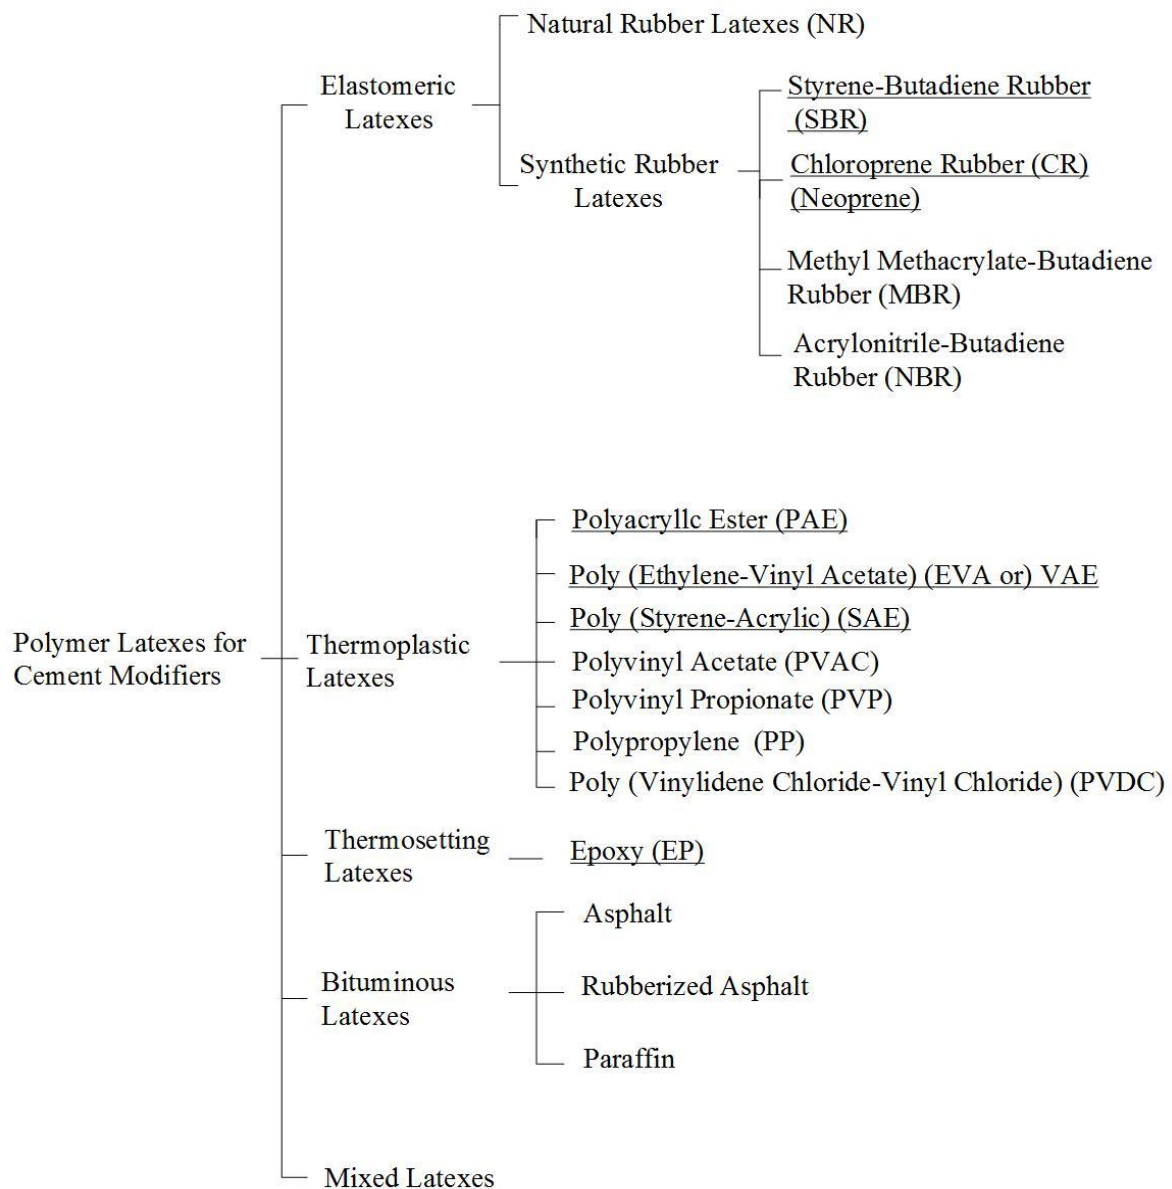 Natural Rubber Latexes (NR)
Elastomeric
Latexes
Styrene-Butadiene Rubber
(SBR)
Synthetic Rubber
Latexes
Chloroprene Rubber (CR)
(Neoprene)
Methyl Methacrylate-Butadiene
Rubber (MBR)
Acrylonitrile-Butadiene
Rubber (NBR)
Polymer Latexes for
Cement Modifiers
Thermoplastic
Latexes
Polyacryllc Ester (PAE)
Poly (Ethylene-Vinyl Acetate) (EVA or) VAE
Poly (Styrene-Acrylic) (SAE)
Polyvinyl Acetate (PVAC)
Polyvinyl Propionate (PVP)
Polypropylene (PP)
Poly (Vinylidene Chloride-Vinyl Chloride) (PVDC)
Thermosetting
Latexes
Epoxy (EP)
Bituminous
Latexes
Asphalt
Rubberized Asphalt
Paraffin
Mixed Latexes